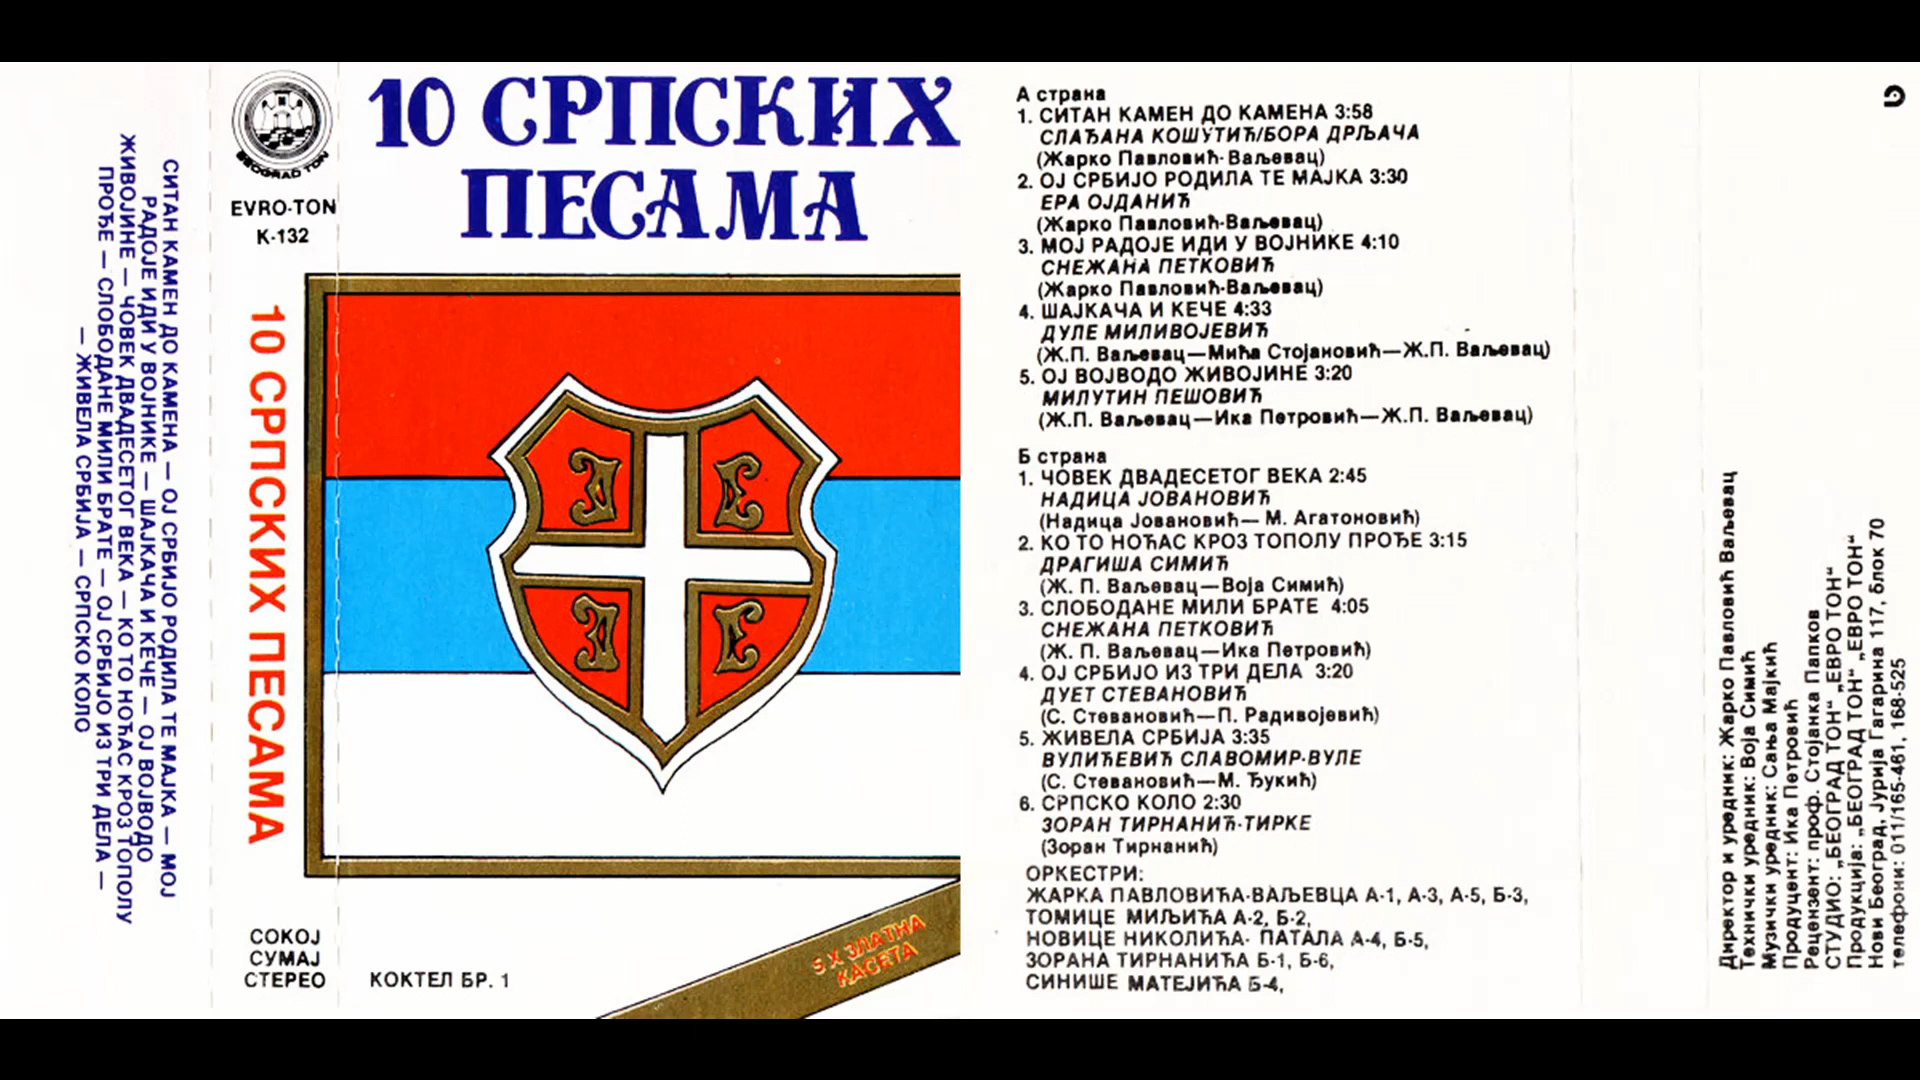 СИТАН КАМЕН ДО КАМЕНА — ОЈ СРБИЈО РОДИЛА ТЕ МАЈКА — МОЈ
РАДОЈЕ ИДИ У ВОЈНИКЕ — ШАЈКАЧА И КЕЧЕ — ОЈ ВОЈВОДО
ЖИВОЈИНЕ — ЧОВЕК ДВАДЕСЕТОГ ВЕКА — КО ТО НОЋАС КРОЗ ТОПОЛУ
ПРОЂЕ — СЛОБОДАНЕ МИЛИ БРАТЕ — ОЈ СРБИЈО ИЗ ТРИ ДЕЛА —
— ЖИВЕЛА СРБИЈА — СРПСКО КОЛО
BEOGRAD TON
EVRO-TON
K-132
10 СРПСКИХ ПЕСАМА
СОКОЈ
СУМАЈ
СТЕРЕО
10 СРПСКИХ
ПЕСАМА
КОКТЕЛ БР. 1
5 X ЗЛАТНА
КАСЕТА
А страна
1. СИТАН КАМЕН ДО КАМЕНА 3:58
СЛАЂАНА КОШУТИЋ/БОРА ДРЉАЧА
(Жарко Павловић-Ваљевац)
2. ОЈ СРБИЈО РОДИЛА ТЕ МАЈКА 3:30
ЕРА ОЈДАНИЋ
(Жарко Павловић-Ваљевац)
3. МОЈ РАДОЈЕ ИДИ У ВОЈНИКЕ 4:10
СНЕЖАНА ПЕТКОВИЋ
(Жарко Павловић-Ваљевац)
4. ШАЈКАЧА И КЕЧЕ 4:33
ДУЛЕ МИЛИВОЈЕВИЋ
(Ж.П. Ваљевац—Мића Стојановић—Ж.П. Ваљевац)
5. ОЈ ВОЈВОДО ЖИВОЈИНЕ 3:20
МИЛУТИН ПЕШОВИЋ
(Ж.П. Ваљевац—Ика Петровић—Ж.П. Ваљевац)
Б страна
1. ЧОВЕК ДВАДЕСЕТОГ ВЕКА 2:45
НАДИЦА ЈОВАНОВИЋ
(Надица Јовановић— М. Агатоновић)
2. КО ТО НОЋАС КРОЗ ТОПОЛУ ПРОЂЕ 3:15
ДРАГИША СИМИЋ
(Ж. П. Ваљевац—Воја Симић)
3. СЛОБОДАНЕ МИЛИ БРАТЕ 4:05
СНЕЖАНА ПЕТКОВИЋ
(Ж. П. Ваљевац—Ика Петровић)
4. ОЈ СРБИЈО ИЗ ТРИ ДЕЛА 3:20
ДУЕТ СТЕВАНОВИЋ
(С. Стевановић—П. Радивојевић)
5. ЖИВЕЛА СРБИЈА 3:35
ВУЛИЋЕВИЋ СЛАВОМИР-ВУЛЕ
(С. Стевановић—М. Ђукић)
6. СРПСКО КОЛО 2:30
ЗОРАН ТИРНАНИЋ-ТИРКЕ
(Зоран Тирнанић)
ОРКЕСТРИ:
ЖАРКА ПАВЛОВИЋА-ВАЉЕВЦА А-1, А-3, А-5, Б-3,
ТОМИЦЕ МИЉИЋА А-2, Б-2,
НОВИЦЕ НИКОЛИЋА- ПАТАЛА А-4, Б-5,
ЗОРАНА ТИРНАНИЋА Б-1, Б-6,
СИНИШЕ МАТЕЈИЋА Б-4,
Директор и уредник: Жарко Павловић Ваљевац
Технички уредник: Воја Симић
Музички уредник: Сања Мајкић
Продуцент: Ика Петровић
Рецензент: проф. Стојанка Папков
СТУДИО: „БЕОГРАД ТОН“ „ЕВРО ТОН“
Продукција: „БЕОГРАД ТОН“ „ЕВРО ТОН“
Нови Београд, Јурија Гагарина 117, блок 70
телефони: 011/165-461, 168-525